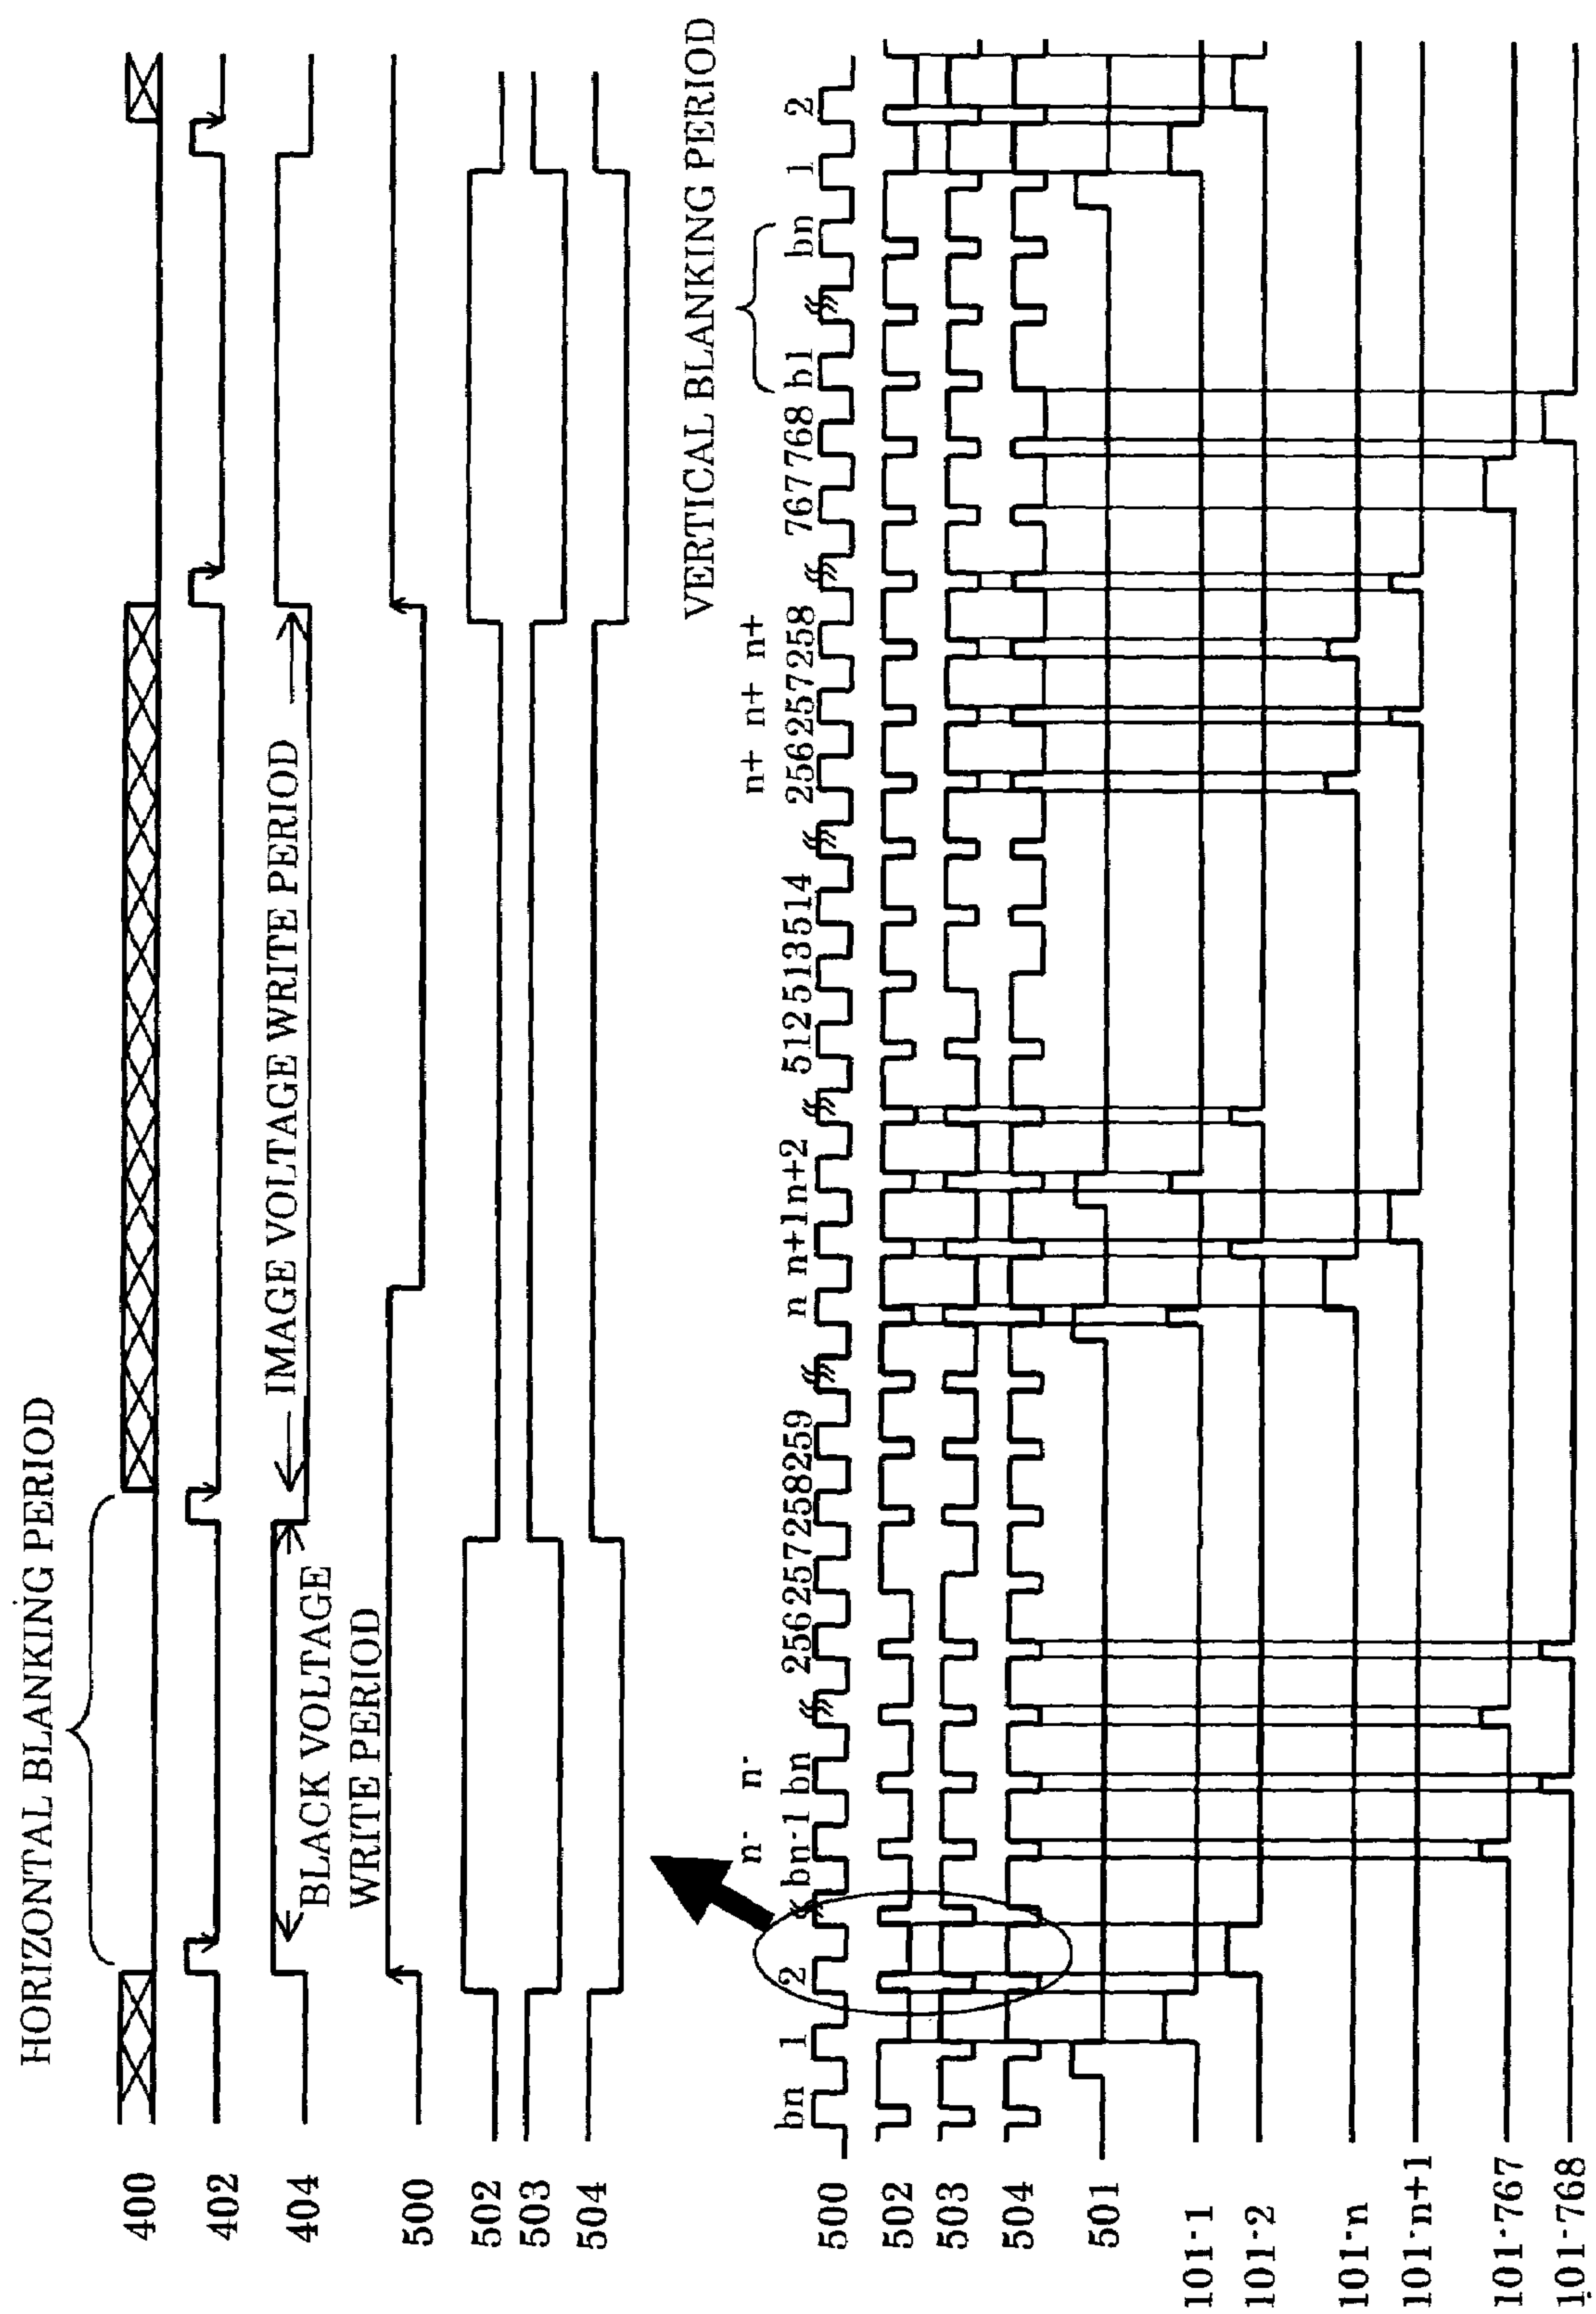 HORIZONTAL BLANKING PERIOD
400
402
404
BLACK VOLTAGE
WRITE PERIOD
IMAGE VOLTAGE WRITE PERIOD
500
502
503
504
VERTICAL BLANKING PERIOD
n- n- n+ n+ n+
bn 1 2 bn-1 bn 256 257 258 259 n n+1 n+2 512 513 514 256 257 258 767 768 b1 bn 1 2
500
502
503
504
501
101-1
101-2
101-n
101-n+1
101-767
101-768